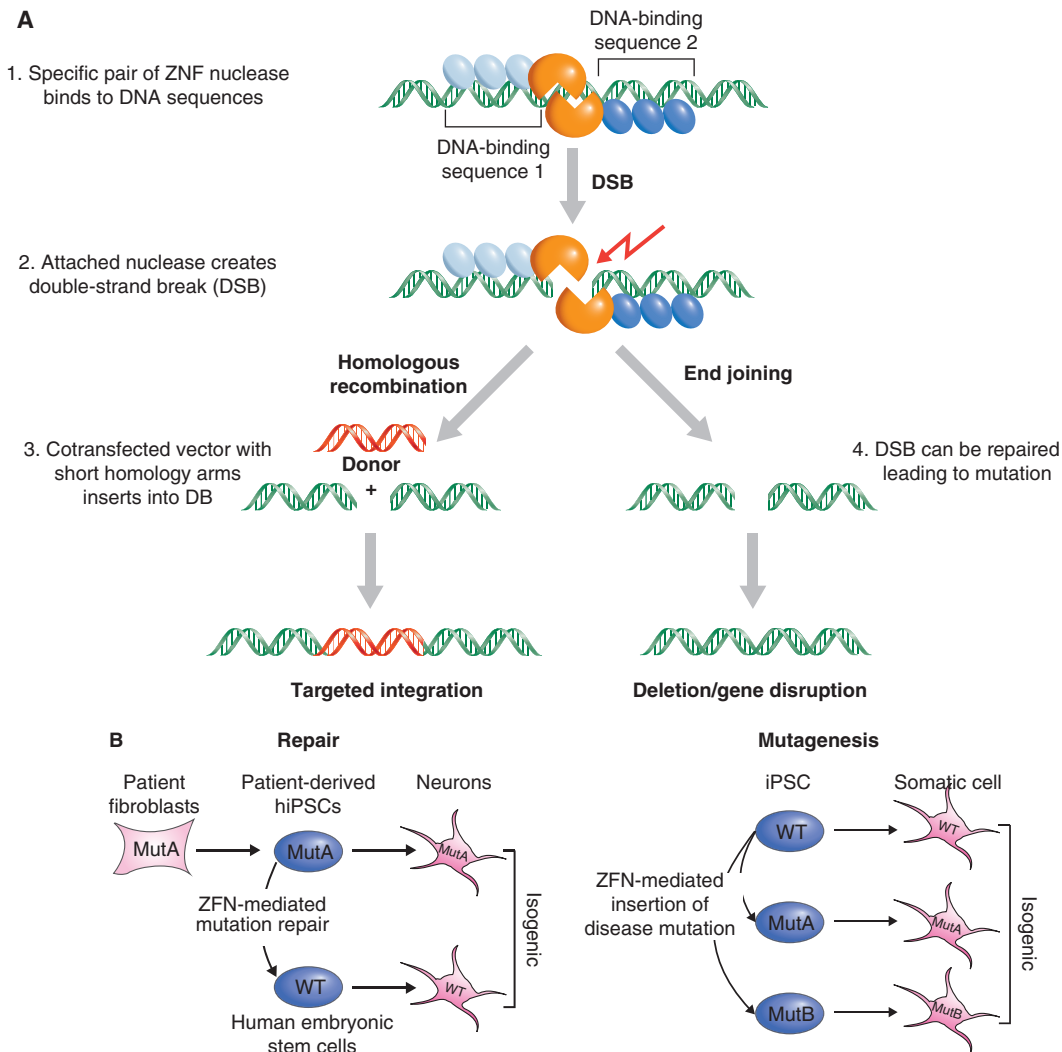 A
DNA-binding
sequence 2
1. Specific pair of ZNF nuclease
binds to DNA sequences
DNA-binding
sequence 1
DSB
2. Attached nuclease creates
double-strand break (DSB)
Homologous
recombination
End joining
3. Cotransfected vector with
short homology arms
inserts into DB
Donor
+
4. DSB can be repaired
leading to mutation
Targeted integration
Deletion/gene disruption
B
Repair
Patient
fibroblasts
Patient-derived
hiPSCs
Neurons
MutA
MutA
MutA
ZFN-mediated
mutation repair
WT
WT
Human embryonic
stem cells
Isogenic
Mutagenesis
iPSC
Somatic cell
WT
WT
ZFN-mediated
insertion of
disease mutation
MutA
MutA
MutB
MutB
Isogenic